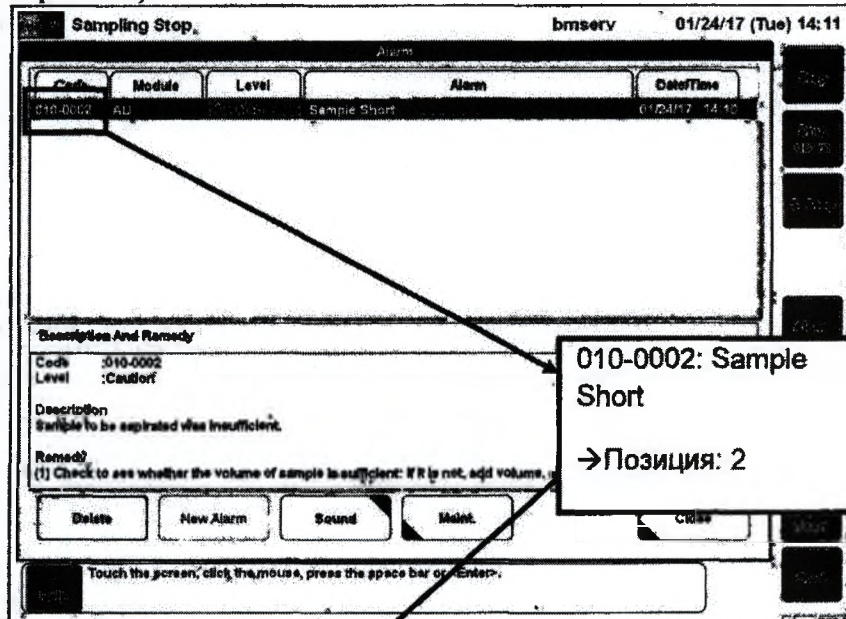 Sampling Stop. bmserv 01/24/17 (Tue) 14:11
Alarm
Code Module Level Alarm Date/Time
010-0002 AU Sample Short 01/24/17 14:10
Description And Remedy
Code :010-0002
Level :Caution
Description
Sample to be aspirated was insufficient.
Remedy
(1) Check to see whether the volume of sample is sufficient: If it is not, add volume,
010-0002: Sample
Short
→Позиция: 2
Delete New Alarm Sound Maint. Close
Touch the screen, click the mouse, press the space bar or <Enter>.